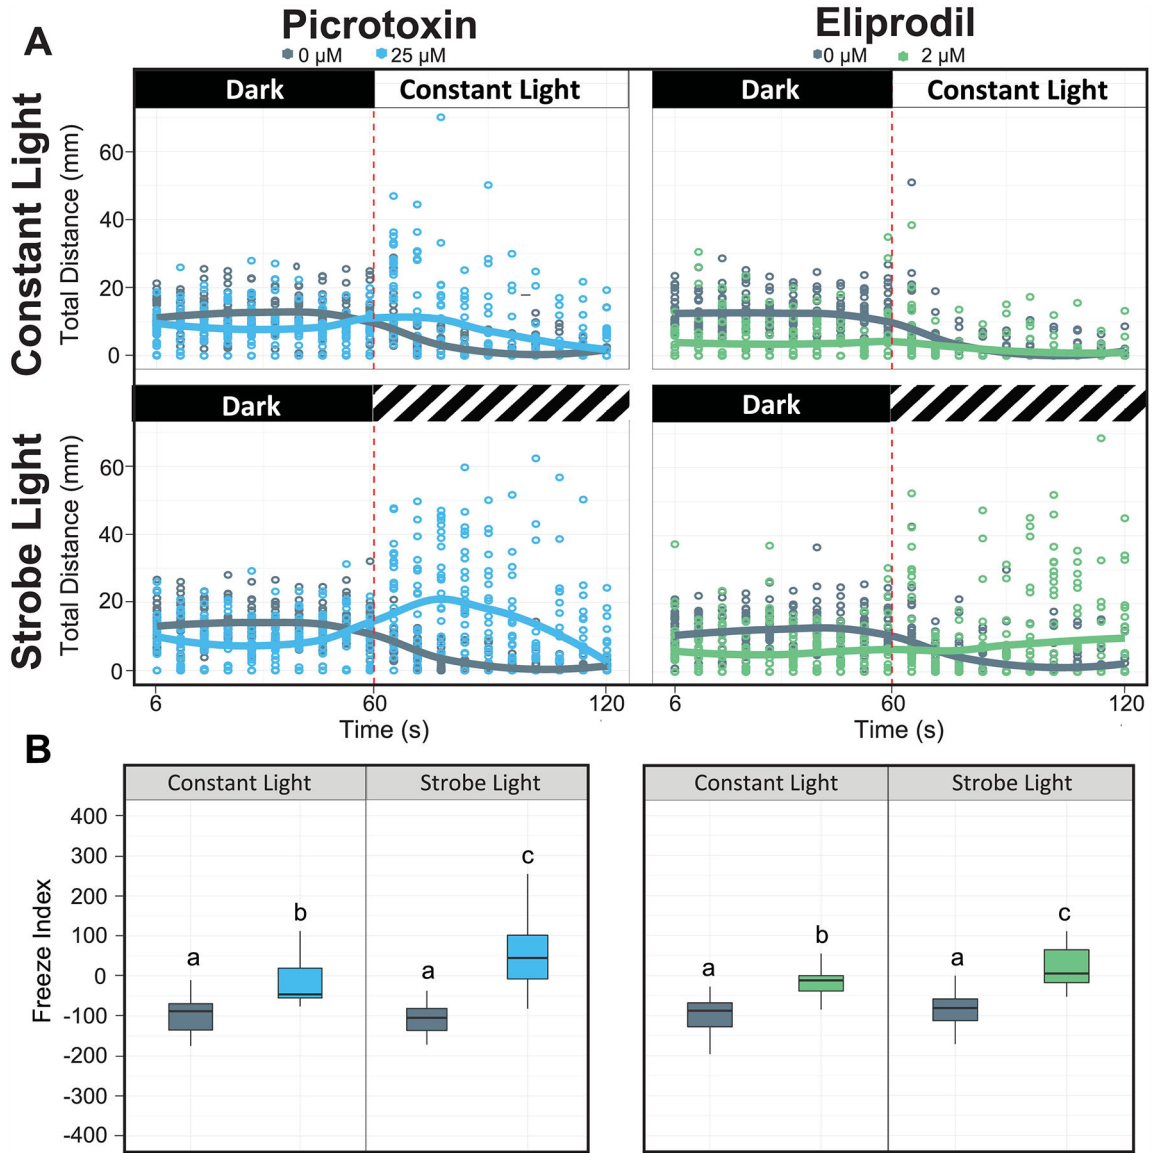 A
Picrotoxin
Eliprodil
0 µM 25 µM
0 µM 2 µM
Constant Light
Total Distance (mm)
Dark
Constant Light
Dark
Constant Light
60
40
20
0
Strobe Light
Total Distance (mm)
Dark
Dark
60
40
20
0
6 60 120
6 60 120
Time (s)
Time (s)
B
Constant Light
Strobe Light
Constant Light
Strobe Light
Freeze Index
400
300
200
100
0
-100
-200
-300
-400
a
b
a
c
a
b
a
c